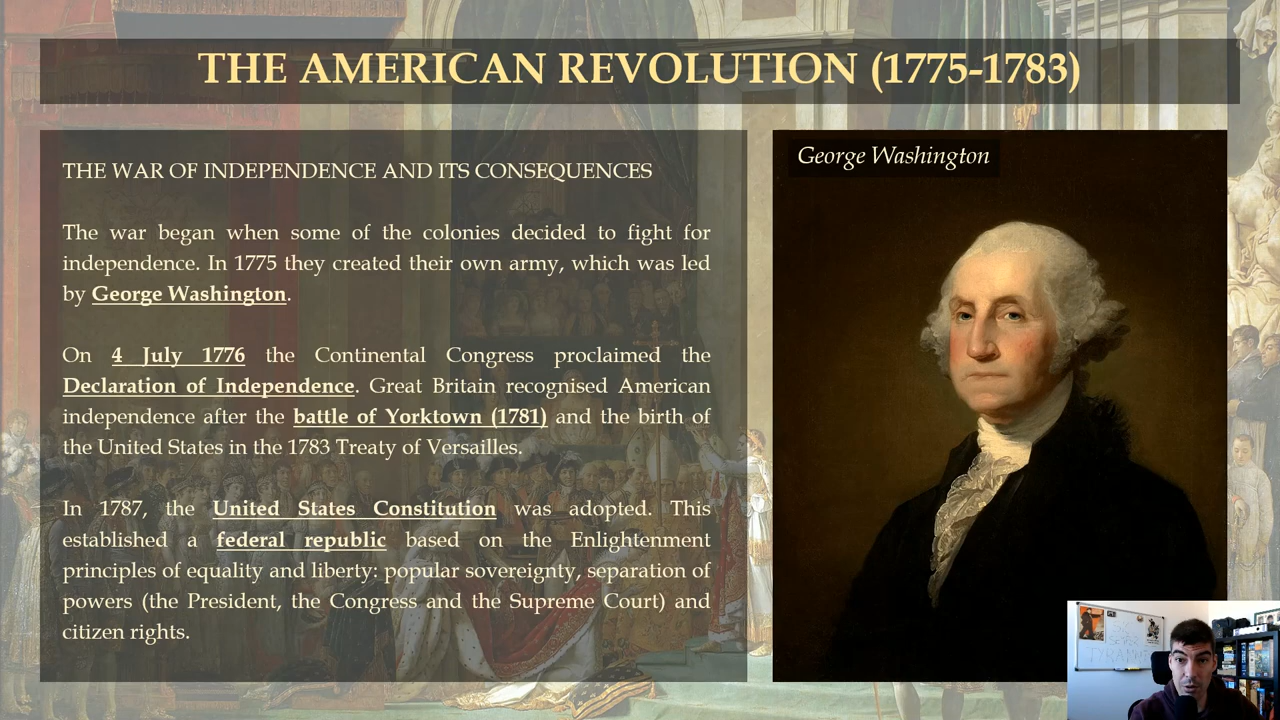 THE AMERICAN REVOLUTION (1775-1783)
THE WAR OF INDEPENDENCE AND ITS CONSEQUENCES
The war began when some of the colonies decided to fight for
independence. In 1775 they created their own army, which was led
by George Washington.
On 4 July 1776 the Continental Congress proclaimed the
Declaration of Independence. Great Britain recognised American
independence after the battle of Yorktown (1781) and the birth of
the United States in the 1783 Treaty of Versailles.
In 1787, the United States Constitution was adopted. This
established a federal republic based on the Enlightenment
principles of equality and liberty: popular sovereignty, separation of
powers (the President, the Congress and the Supreme Court) and
citizen rights.
George Washington